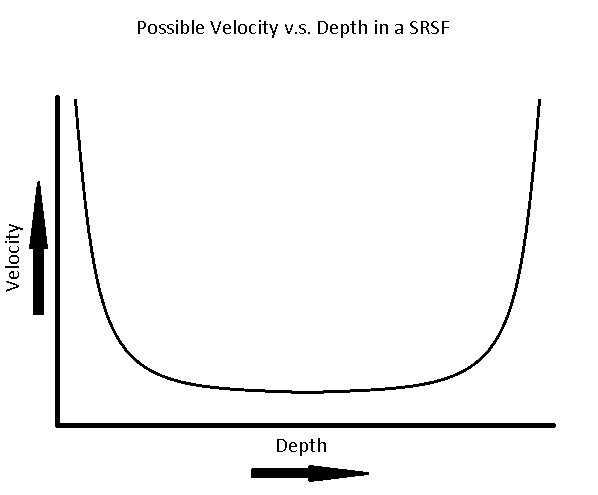 Possible Velocity v.s. Depth in a SRSF
Velocity
Depth